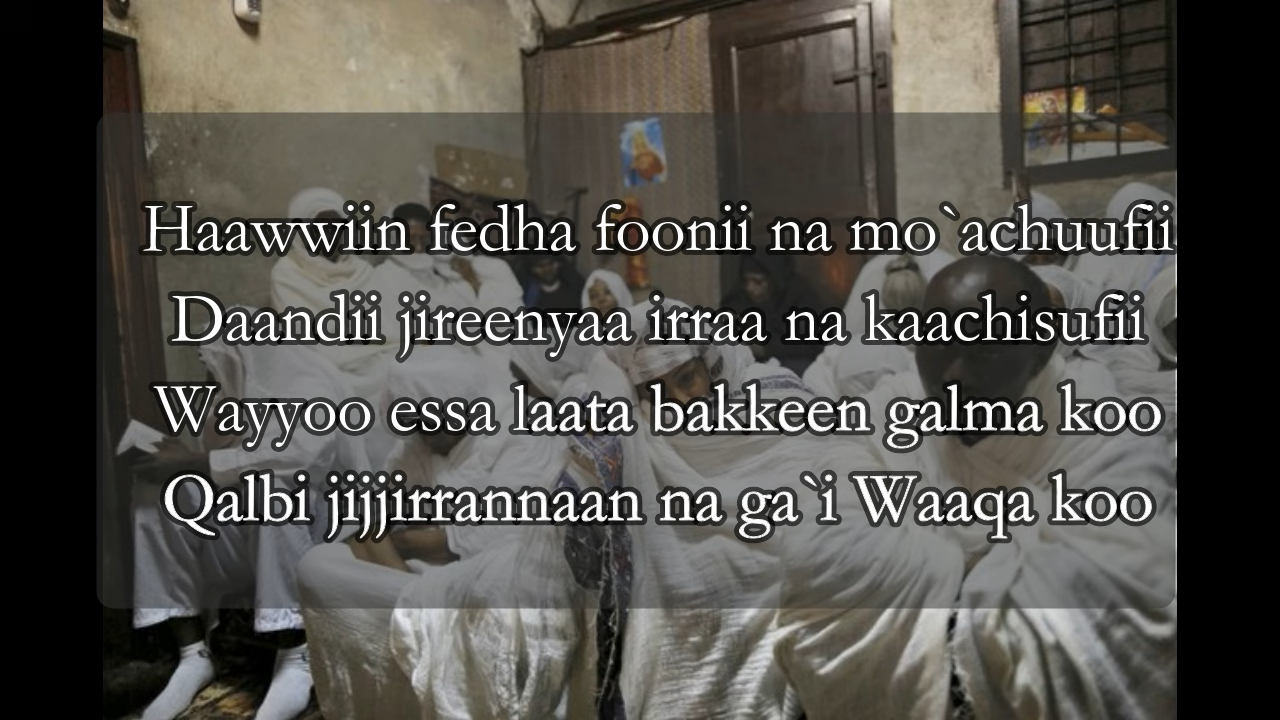 Haawwiin fedha foonii na mo`achuufii
Daandii jireenyaa irraa na kaachisufii
Wayyoo essa laata bakkeen galma koo
Qalbi jijjirrannaan na ga`i Waaqa koo